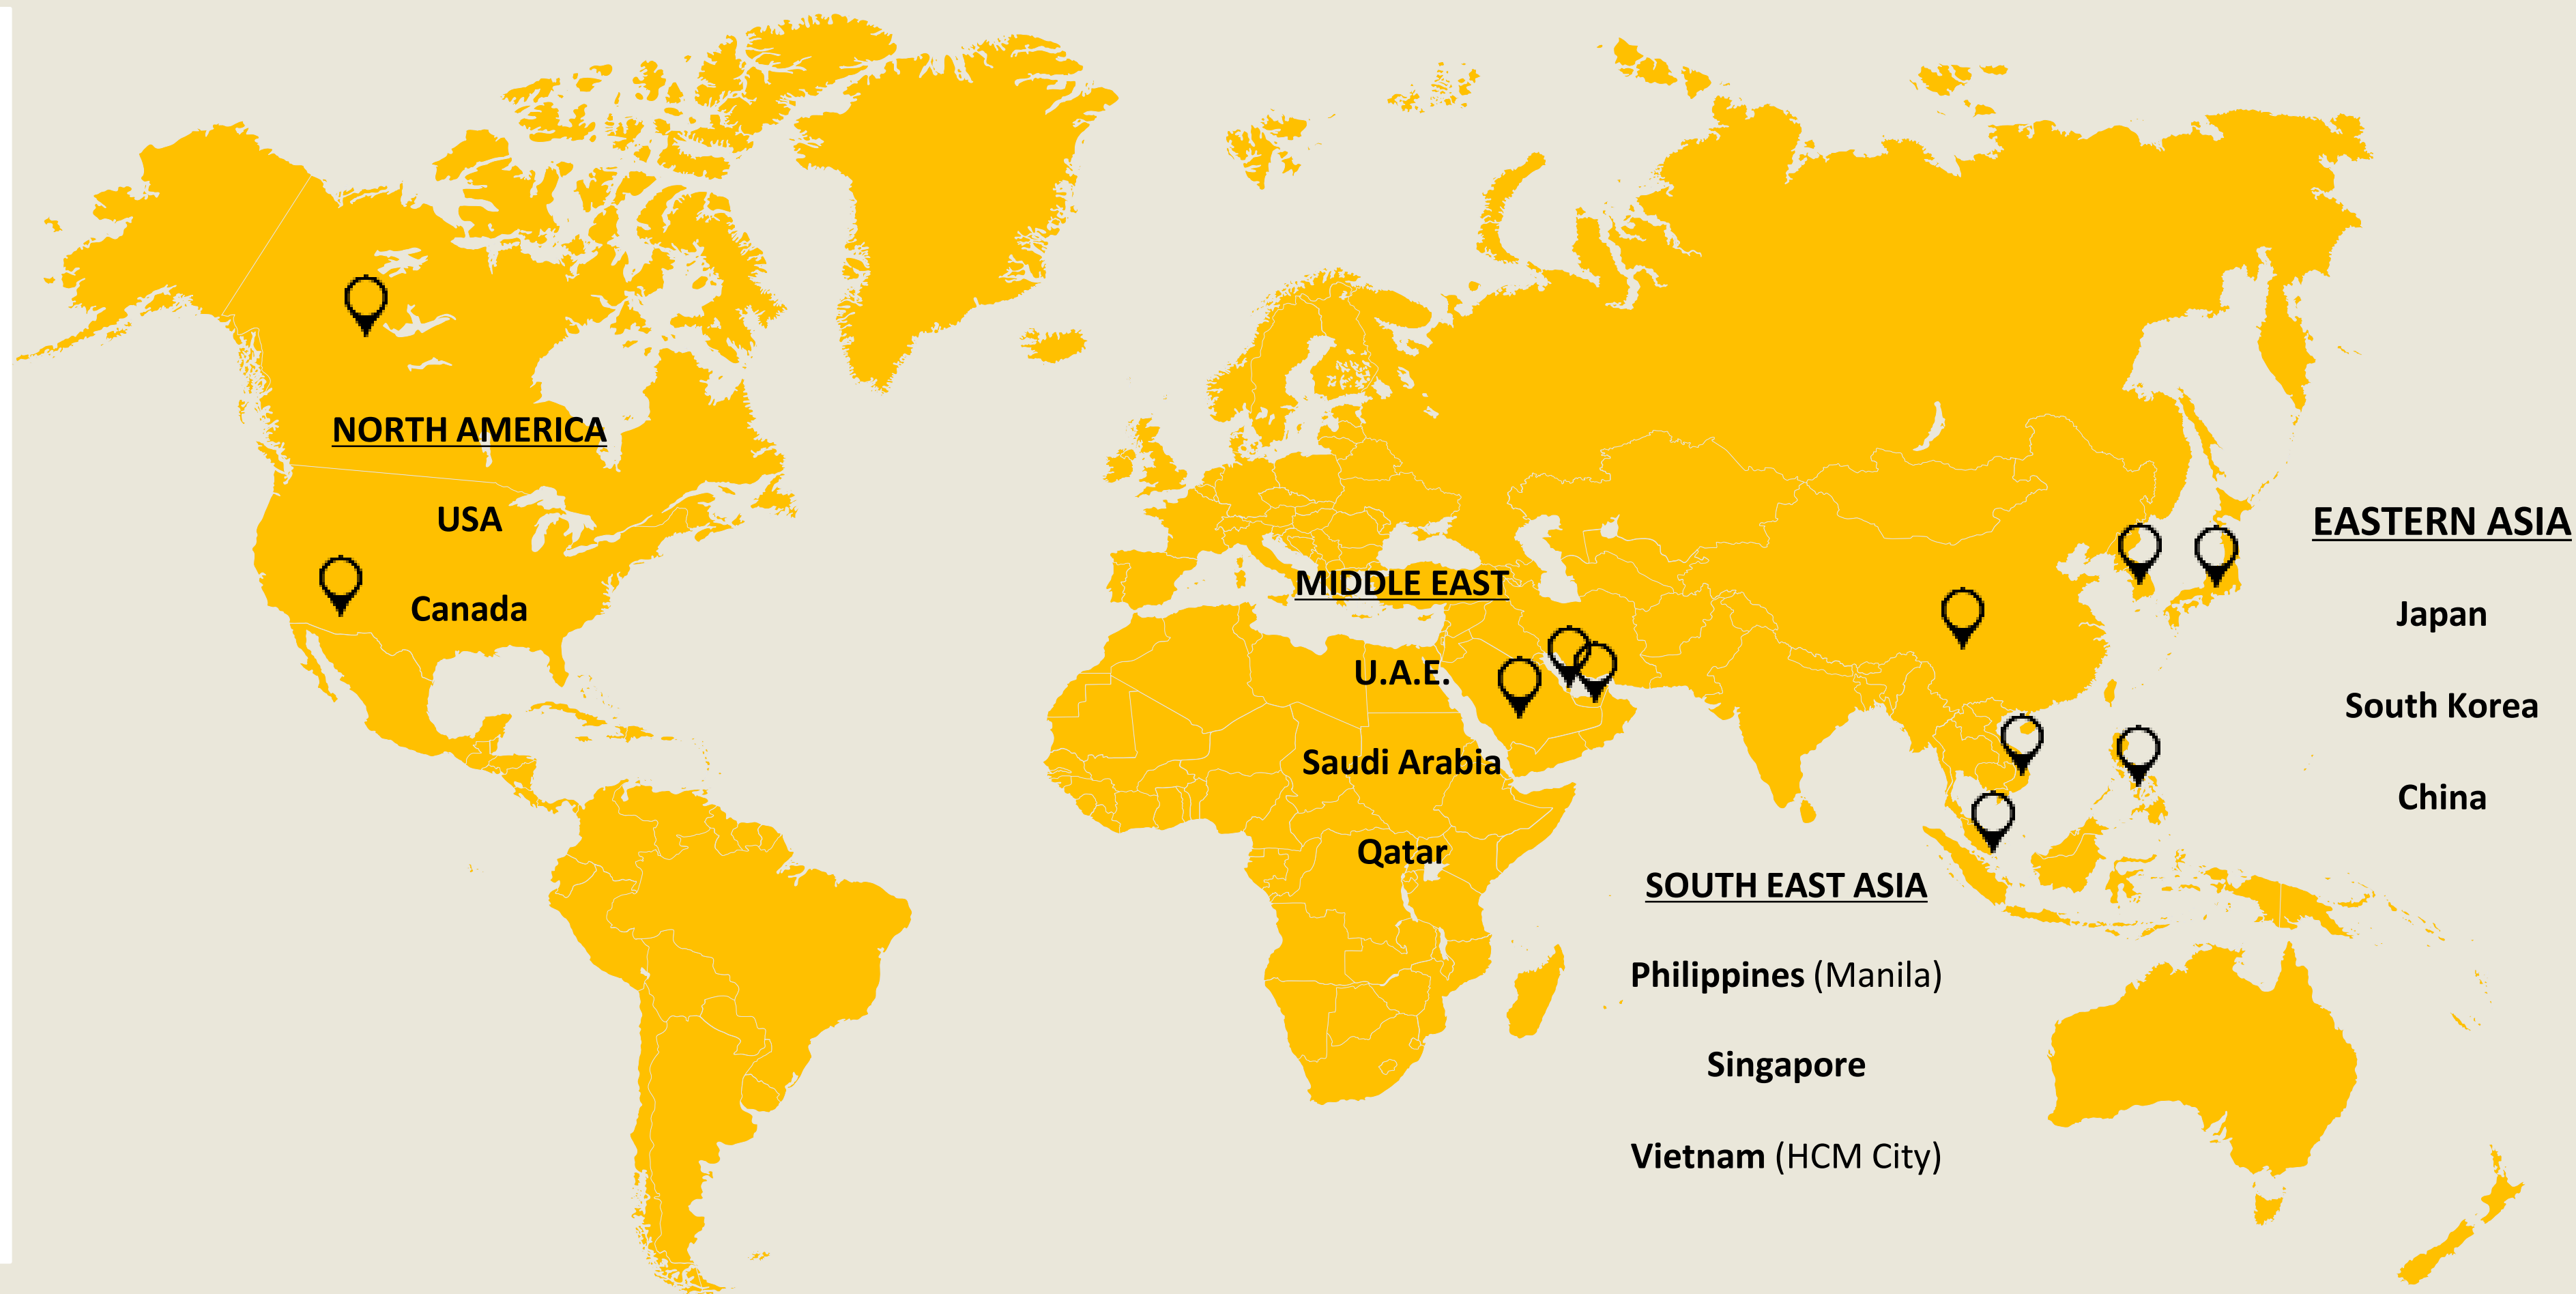 NORTH AMERICA
USA
Canada
MIDDLE EAST
U.A.E.
Saudi Arabia
Qatar
SOUTH EAST ASIA
Philippines (Manila)
Singapore
Vietnam (HCM City)
EASTERN ASIA
Japan
South Korea
China